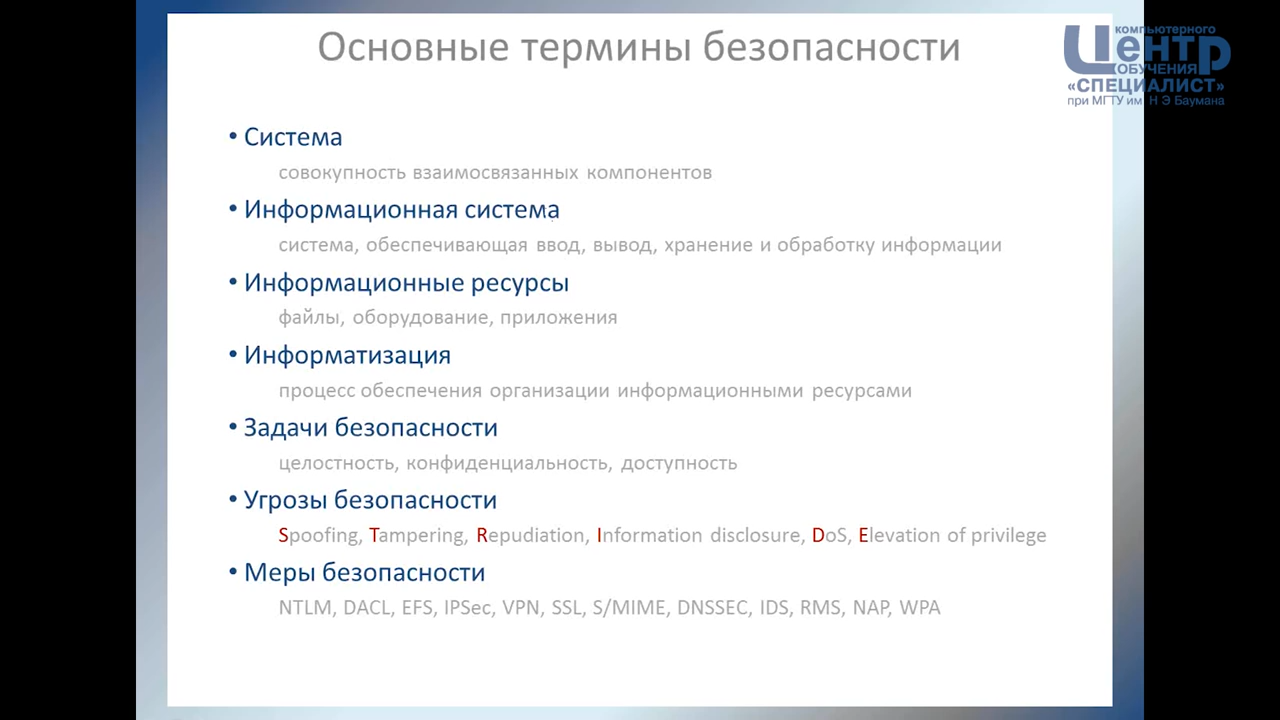 Основные термины безопасности
компьютерного
Центр
ОБУЧЕНИЯ
«СПЕЦИАЛИСТ»
при МГТУ им Н Э Баумана
• Система
совокупность взаимосвязанных компонентов
• Информационная система
система, обеспечивающая ввод, вывод, хранение и обработку информации
• Информационные ресурсы
файлы, оборудование, приложения
• Информатизация
процесс обеспечения организации информационными ресурсами
• Задачи безопасности
целостность, конфиденциальность, доступность
• Угрозы безопасности
Spoofing, Tampering, Repudiation, Information disclosure, DoS, Elevation of privilege
• Меры безопасности
NTLM, DACL, EFS, IPSec, VPN, SSL, S/MIME, DNSSEC, IDS, RMS, NAP, WPA